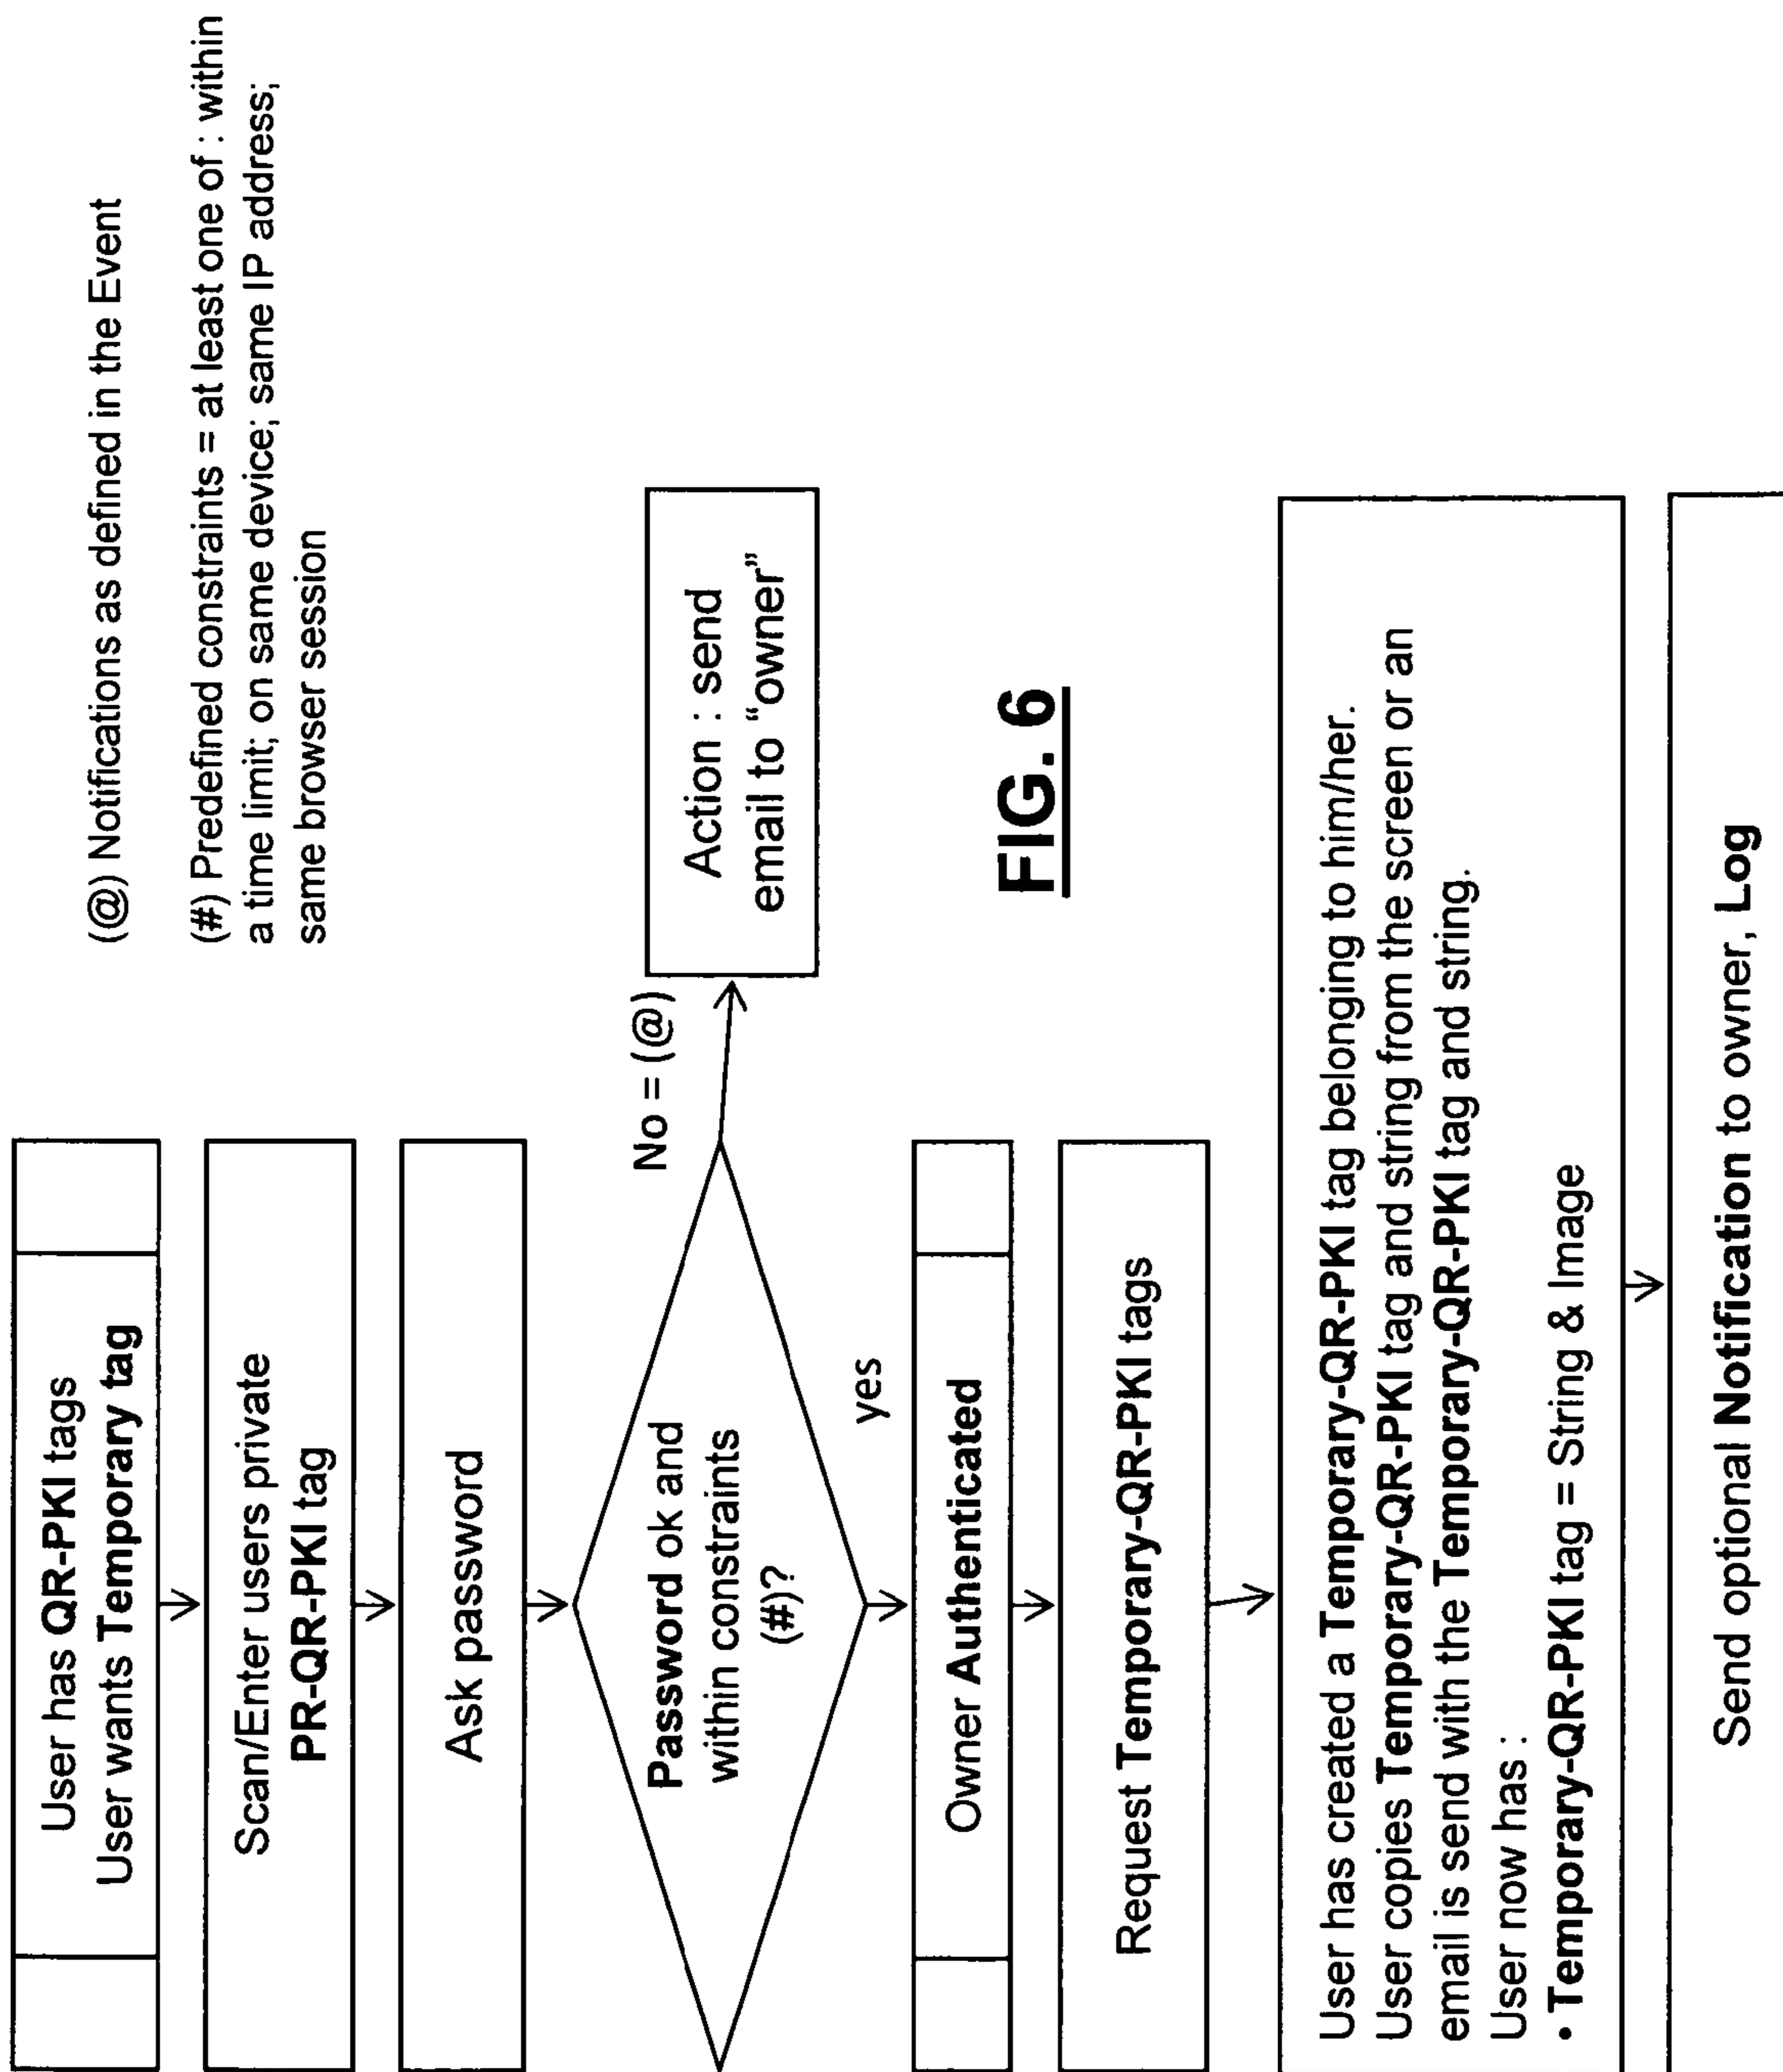 User has QR-PKI tags
User wants Temporary tag
(@) Notifications as defined in the Event
(#) Predefined constraints = at least one of : within
a time limit; on same device; same IP address;
same browser session
Scan/Enter users private
PR-QR-PKI tag
Ask password
Password ok and
within constraints
(#)?
No = (@)
Action : send
email to “owner”
yes
Owner Authenticated
Request Temporary-QR-PKI tags
FIG. 6
User has created a Temporary-QR-PKI tag belonging to him/her.
User copies Temporary-QR-PKI tag and string from the screen or an
email is send with the Temporary-QR-PKI tag and string.
User now has :
• Temporary-QR-PKI tag = String & Image
Send optional Notification to owner, Log